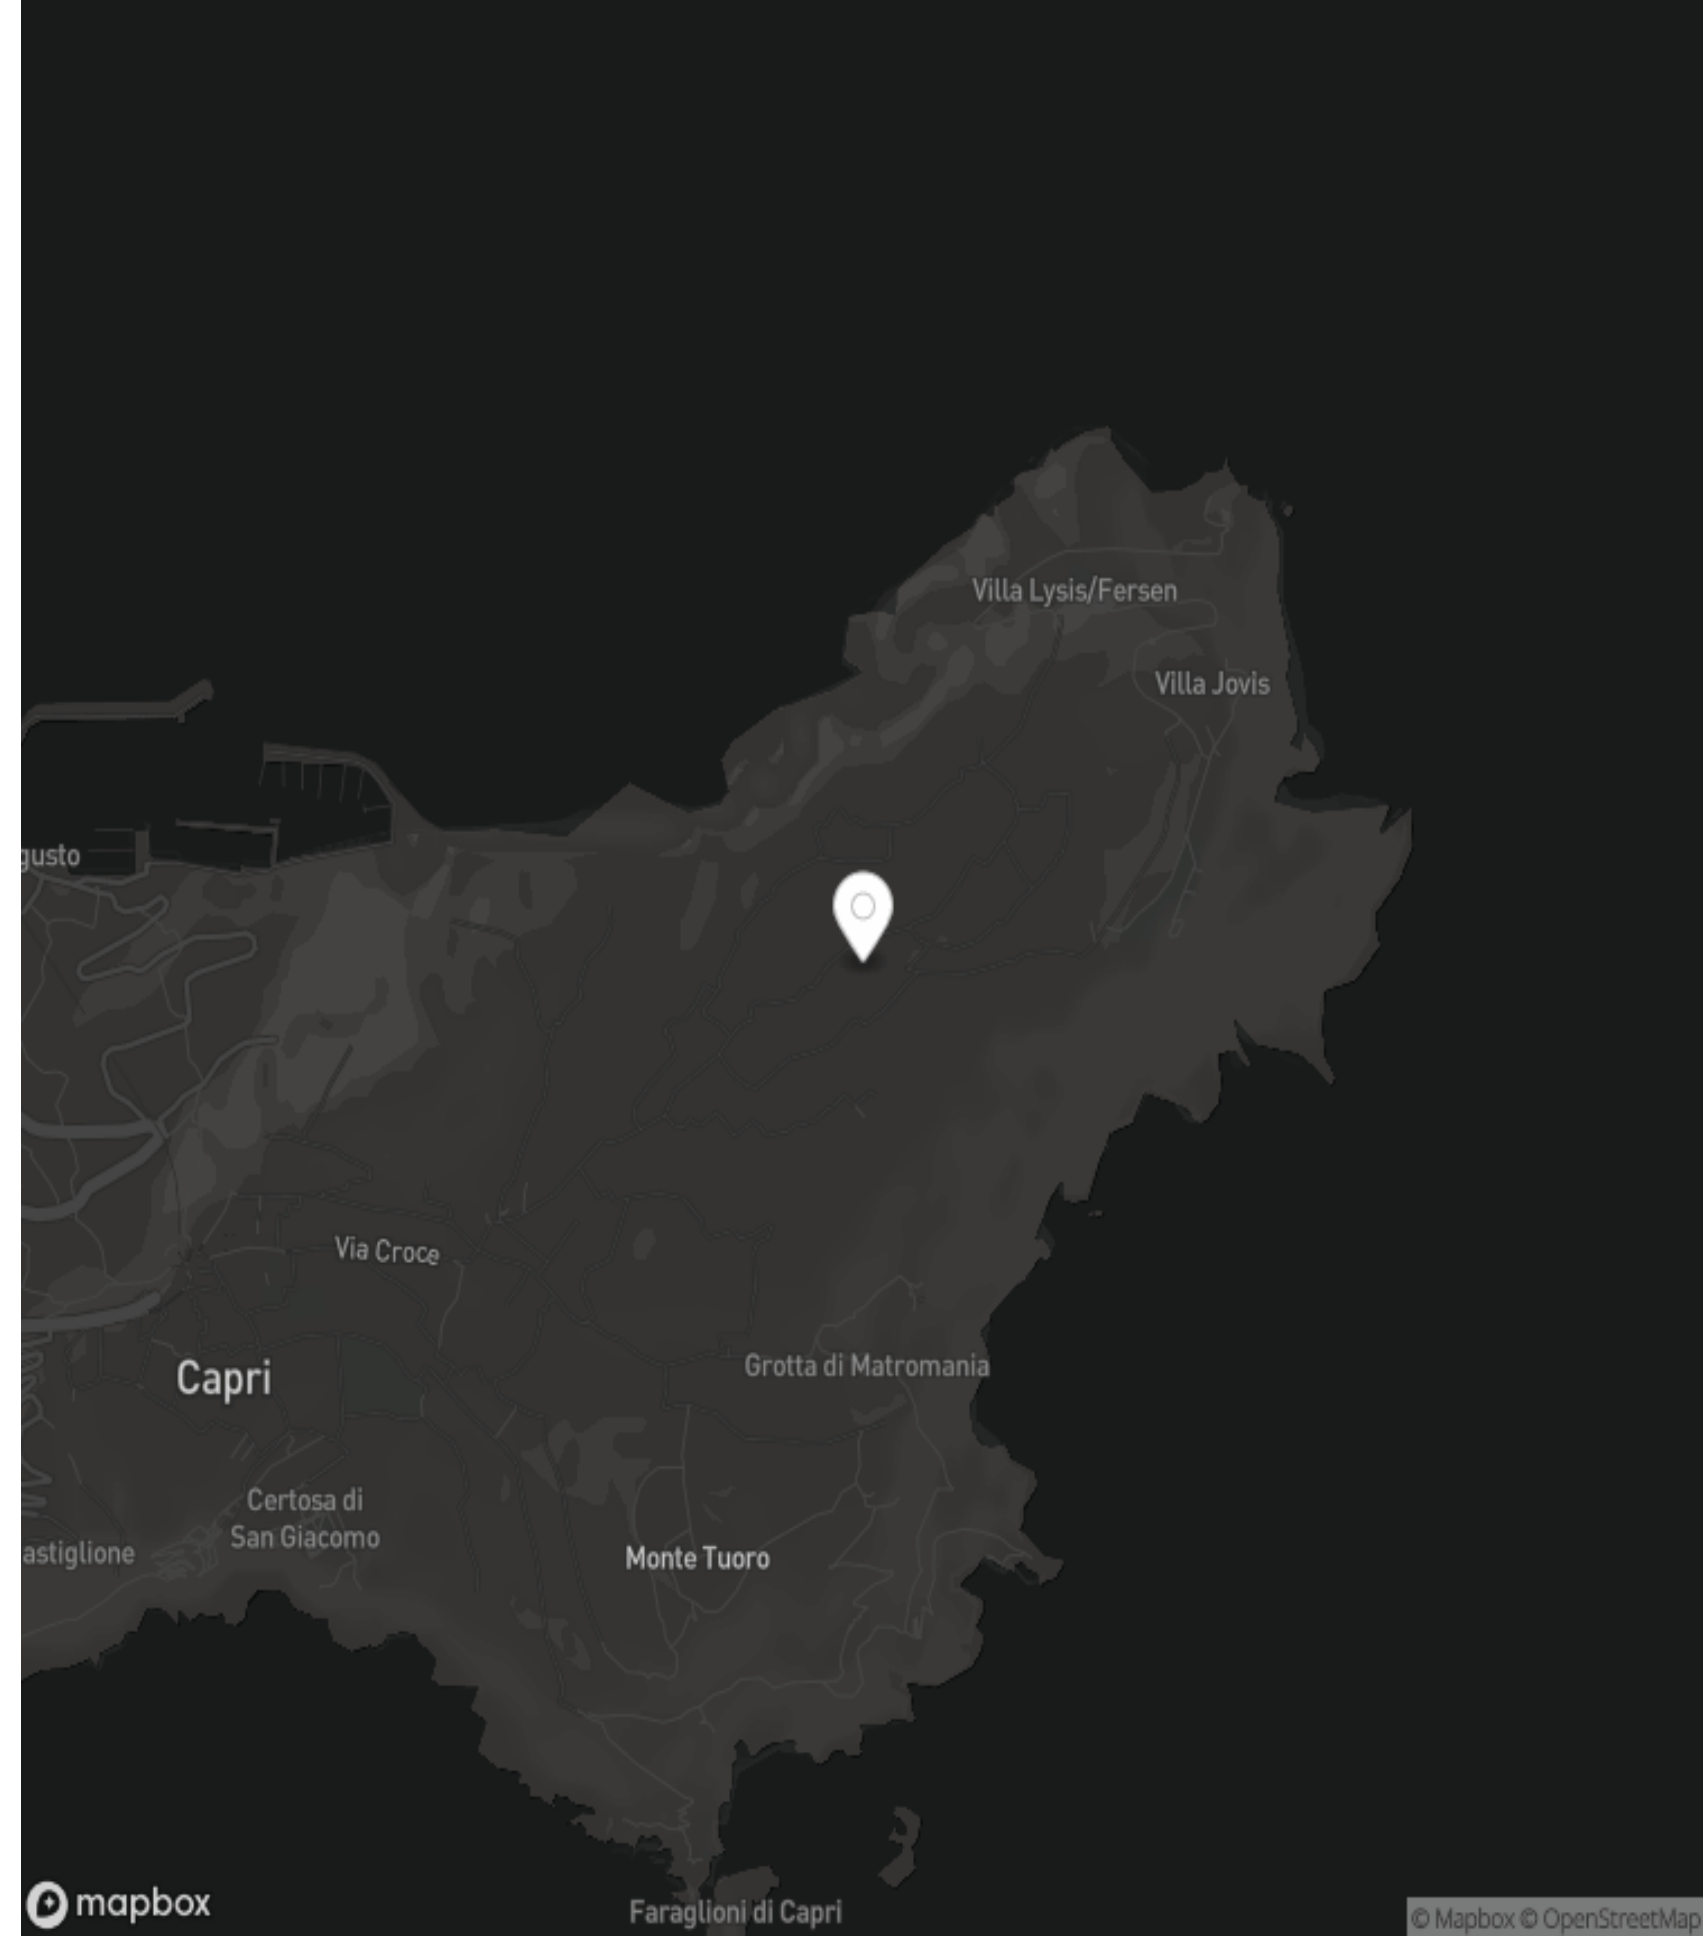 Villa Lysis/Fersen
Villa Jovis
gusto
Via Croce
Grotta di Matromania
Capri
Certosa di
San Giacomo
astiglione
Monte Tuoro
mapbox
Faraglioni di Capri
© Mapbox © OpenStreetMap